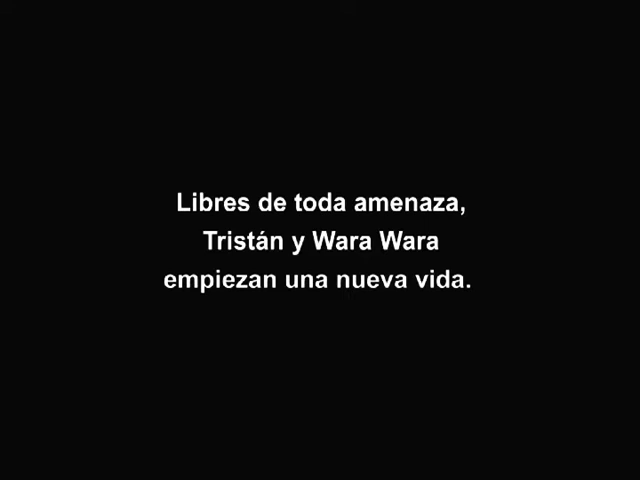 Libres de toda amenaza,
Tristán y Wara Wara
empiezan una nueva vida.